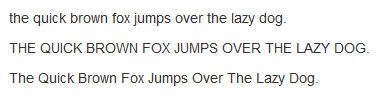 the quick brown fox jumps over the lazy dog.
THE QUICK BROWN FOX JUMPS OVER THE LAZY DOG.
The Quick Brown Fox Jumps Over The Lazy Dog.